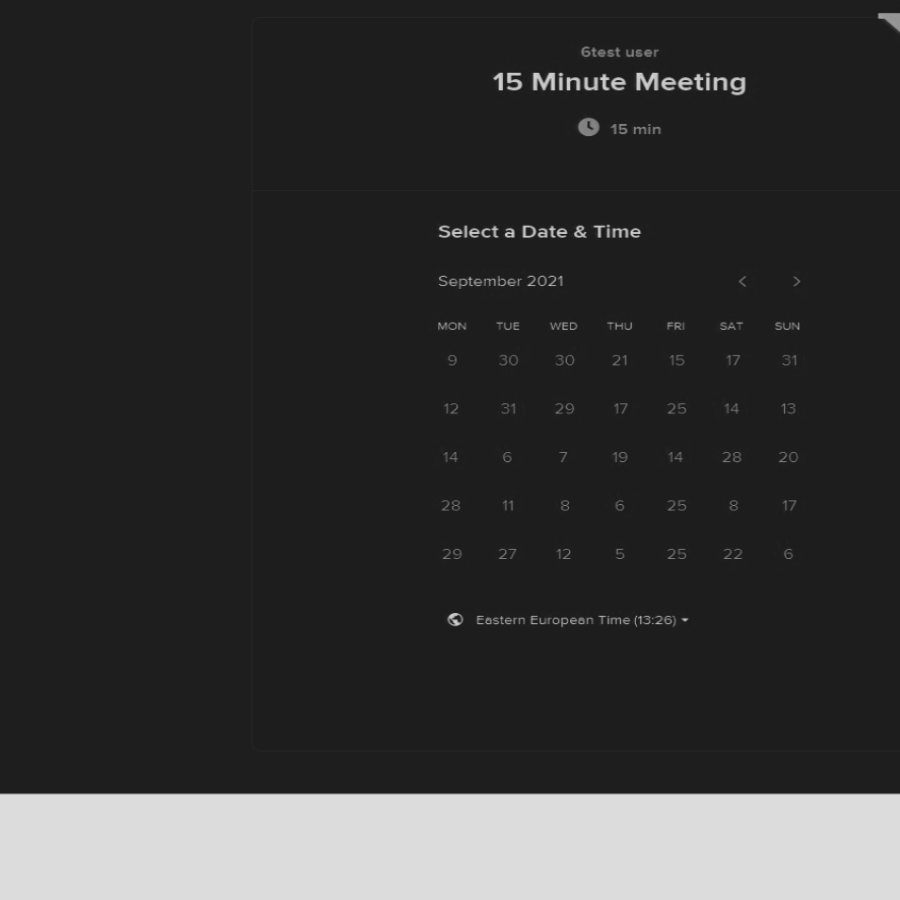 6test user
15 Minute Meeting
15 min
Select a Date & Time
September 2021
MON TUE WED THU FRI SAT SUN
9 30 30 21 15 17 31
12 31 29 17 25 14 13
14 6 7 19 14 28 20
28 11 8 6 25 8 17
29 27 12 5 25 22 6
Eastern European Time (13:26)